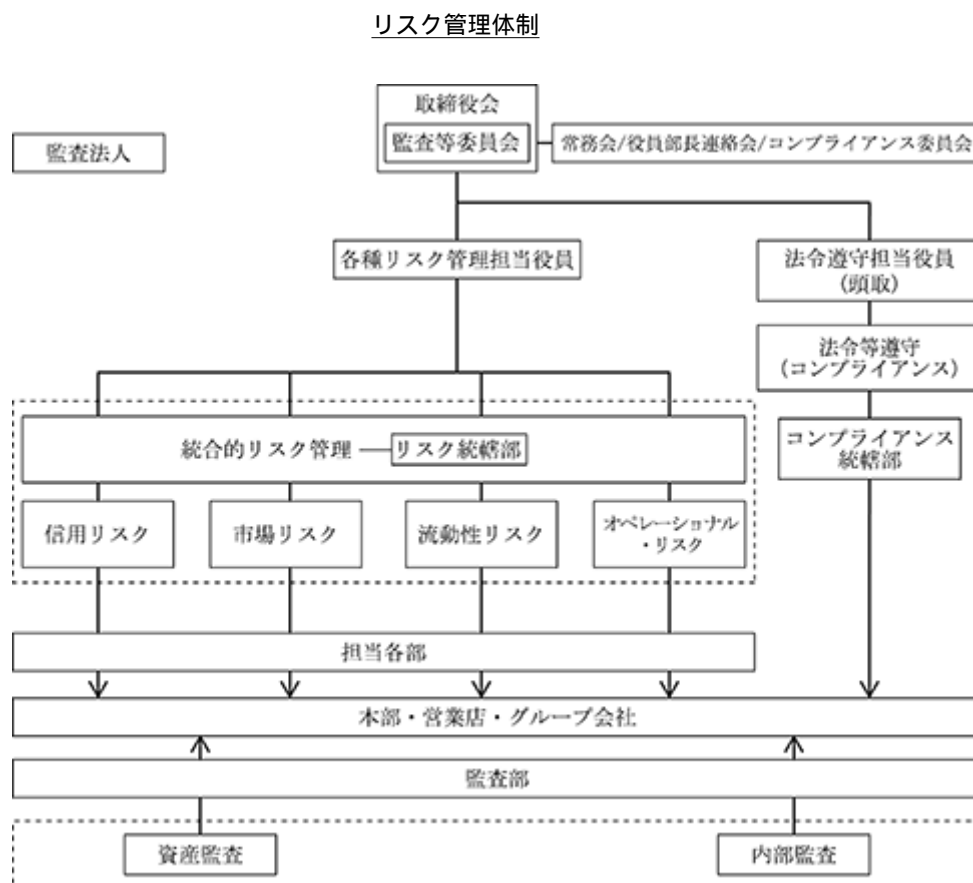 リスク管理体制
取締役会
監査等委員会
常務会/役員部長連絡会/コンプライアンス委員会
監査法人
各種リスク管理担当役員
法令遵守担当役員
(頭取)
法令等遵守
(コンプライアンス)
統合的リスク管理
リスク統轄部
コンプライアンス
統轄部
信用リスク
市場リスク
流動性リスク
オペレーショナル
・リスク
担当各部
本部・営業店・グループ会社
監査部
資産監査
内部監査